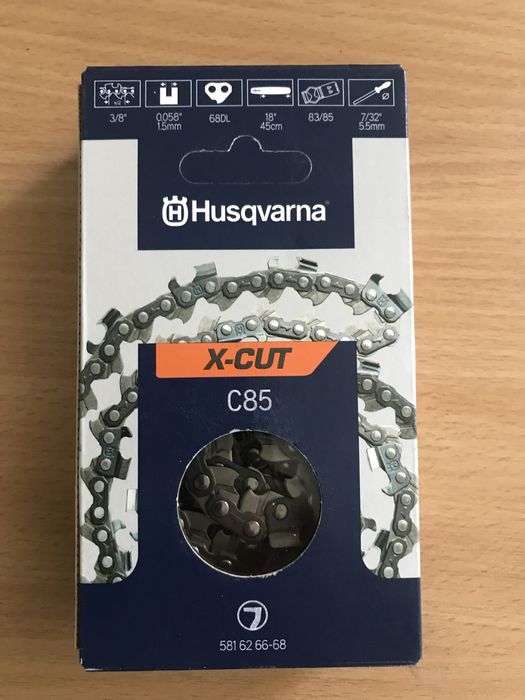 x/2
3/8"
0.058"
1.5mm
68DL
18"
45cm
83/85
7/32"
5.5mm
Husqvarna
X-CUT
C85
581 62 66-68